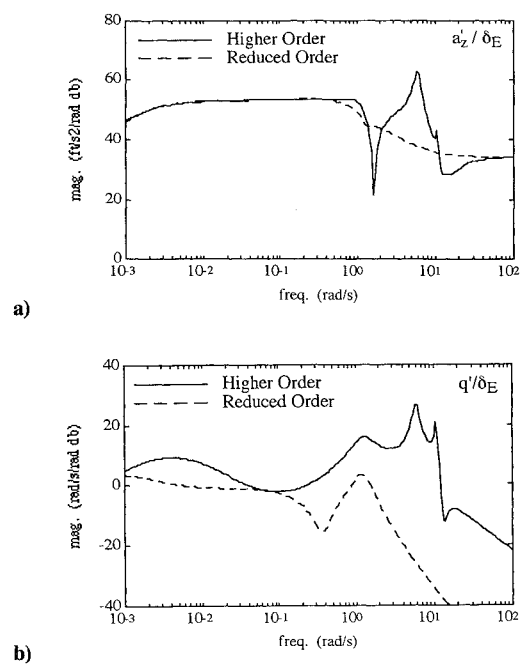 Higher Order
Reduced Order
a'z / δE
80
60
40
20
0
mag. (ft/s2/rad db)
10-3
10-2
10-1
100
101
102
freq. (rad/s)
a)
Higher Order
Reduced Order
q'/δE
40
20
0
-20
-40
mag. (rad/s/rad db)
10-3
10-2
10-1
100
101
102
freq. (rad/s)
b)